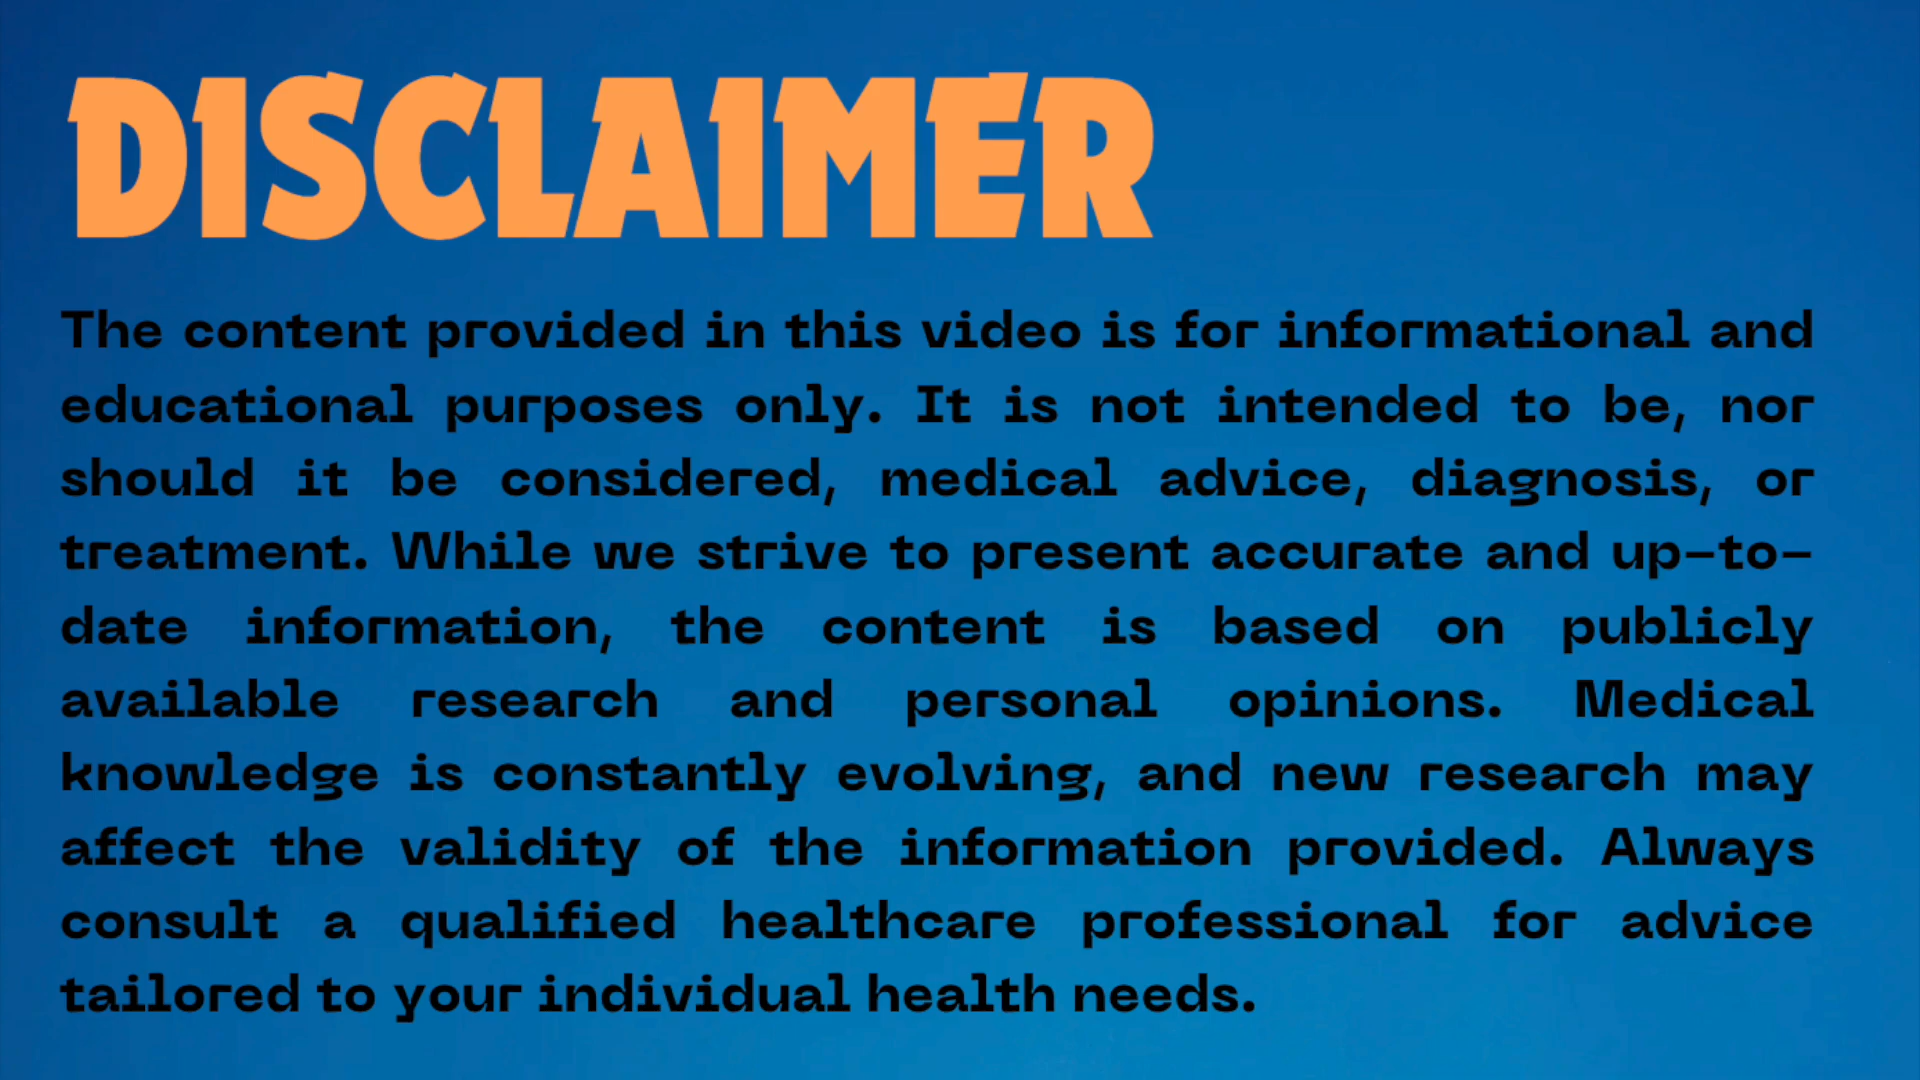 DISCLAIMER
The content provided in this video is for informational and
educational purposes only. It is not intended to be, nor
should it be considered, medical advice, diagnosis, or
treatment. While we strive to present accurate and up-to-
date information, the content is based on publicly
available research and personal opinions. Medical
knowledge is constantly evolving, and new research may
affect the validity of the information provided. Always
consult a qualified healthcare professional for advice
tailored to your individual health needs.